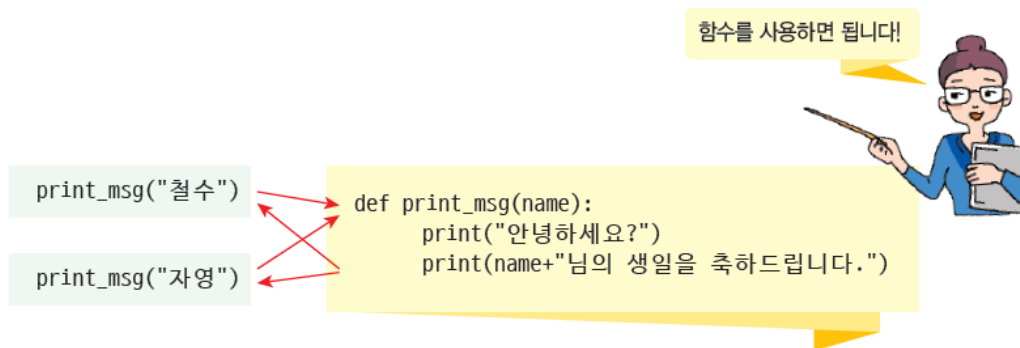 함수를 사용하면 됩니다!
print_msg("철수")
def print_msg(name):
print("안녕하세요?")
print(name+"님의 생일을 축하드립니다.")
print_msg("자영")